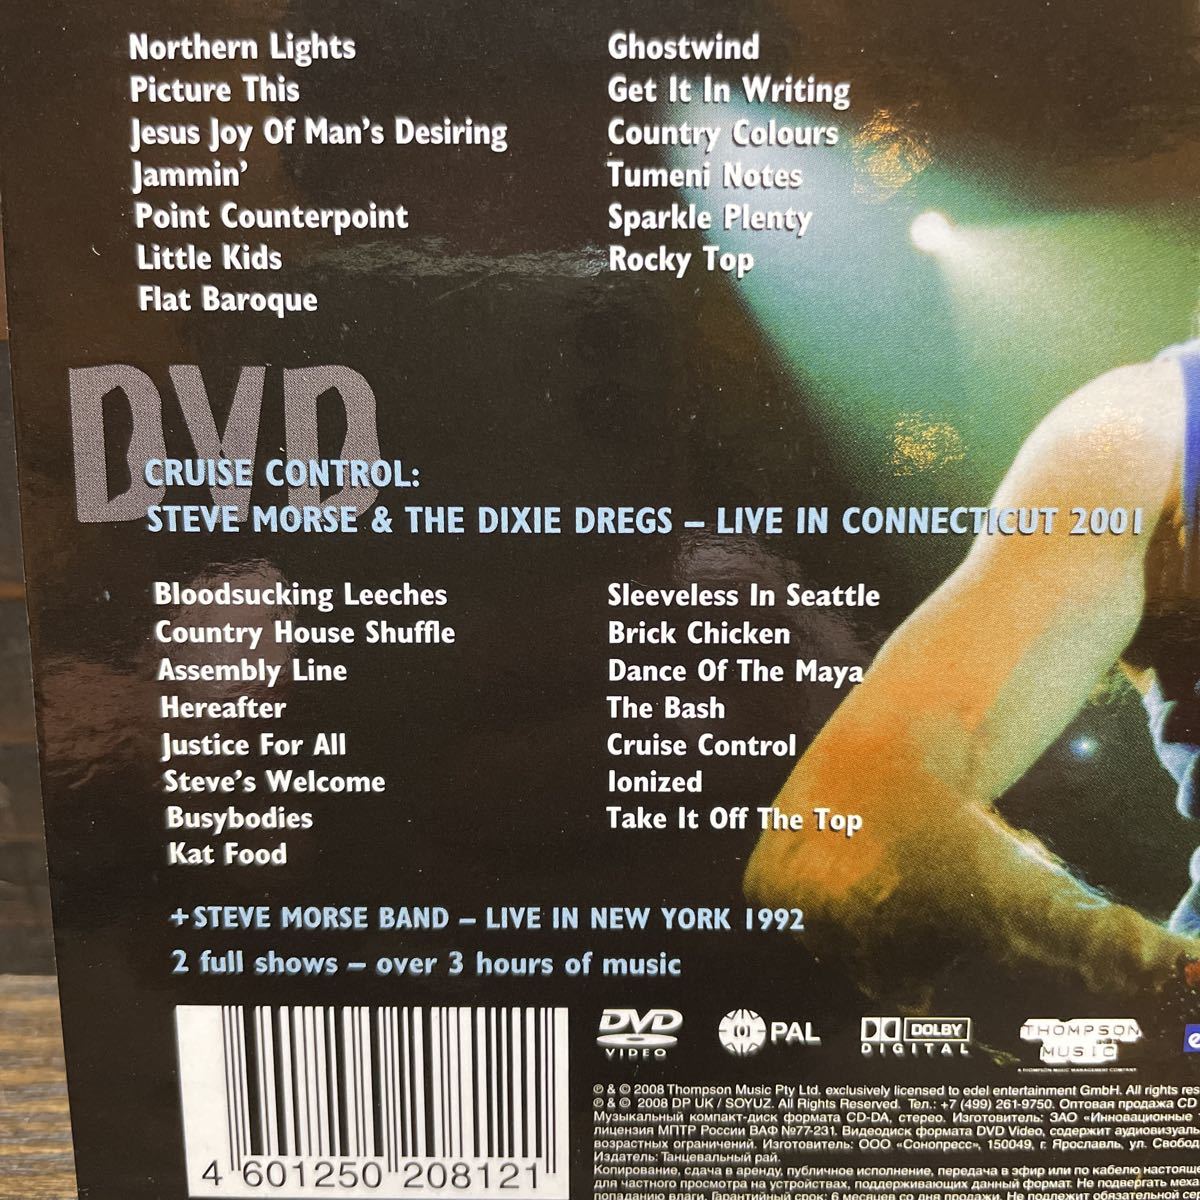 Northern Lights
Picture This
Jesus Joy Of Man's Desiring
Jammin'
Point Counterpoint
Little Kids
Flat Baroque
Ghostwind
Get It In Writing
Country Colours
Tumeni Notes
Sparkle Plenty
Rocky Top
DVD
CRUISE CONTROL:
STEVE MORSE & THE DIXIE DREGS – LIVE IN CONNECTICUT 2001
Bloodsucking Leeches
Country House Shuffle
Assembly Line
Hereafter
Justice For All
Steve's Welcome
Busybodies
Kat Food
Sleeveless In Seattle
Brick Chicken
Dance Of The Maya
The Bash
Cruise Control
Ionized
Take It Off The Top
+STEVE MORSE BAND – LIVE IN NEW YORK 1992
2 full shows – over 3 hours of music
4 601250 208121
DVD VIDEO
PAL
DOLBY DIGITAL
THOMPSON MUSIC
A THOMPSON MUSIC MANAGEMENT COMPANY
e
℗ & © 2008 Thompson Music Pty Ltd. exclusively licensed to edel entertainment GmbH. All rights res
℗ & © 2008 DP UK / SOYUZ. All Rights Reserved. Тел.: +7 (499) 261-9750. Оптовая продажа CD
Музыкальный компакт-диск формата CD-DA, стерео. Изготовитель: ЗАО «Инновационные
лицензия МПТР России ВАФ №77-231. Видеодиск формата DVD Video, содержит аудиовизуаль
возрастных ограничений. Изготовитель: ООО «Сонопресс», 150049, г. Ярославль, ул. Свобод
Издатель: Танцевальный рай.
Копирование, сдача в аренду, публичное исполнение, передача в эфир или по кабелю настояще
для частного просмотра на устройствах, поддерживающих данный формат. Не подвергать меха
попаданию влаги. Гарантийный срок: 6 месяцев со дня продажи. Не подлежит обязательной